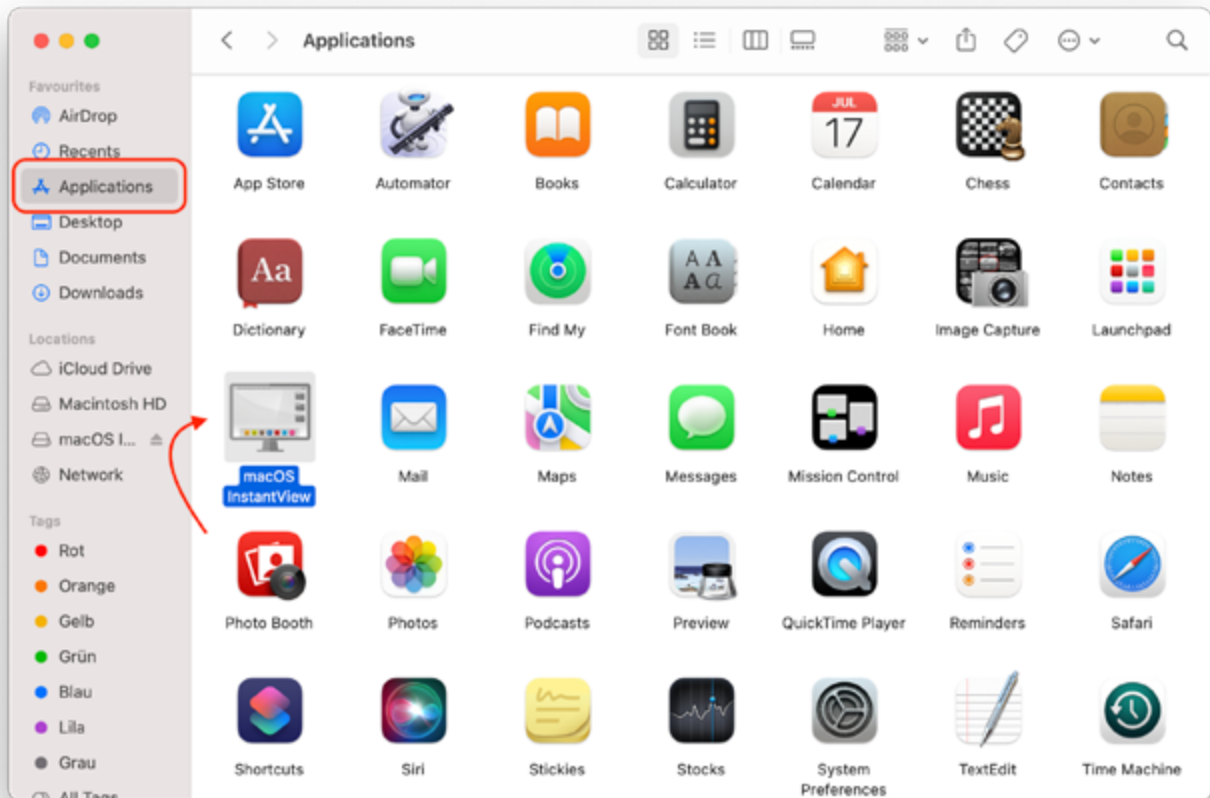 Applications
Favourites
AirDrop
Recents
Applications
Desktop
Documents
Downloads
Locations
iCloud Drive
Macintosh HD
macOS I...
Network
Tags
Rot
Orange
Gelb
Grün
Blau
Lila
Grau
All Tags
JUL
17
App Store
Automator
Books
Calculator
Calendar
Chess
Contacts
Aa
A A
A a
Dictionary
FaceTime
Find My
Font Book
Home
Image Capture
Launchpad
macOS
InstantView
Mail
Maps
Messages
Mission Control
Music
Notes
Photo Booth
Photos
Podcasts
Preview
QuickTime Player
Reminders
Safari
Shortcuts
Siri
Stickies
Stocks
System
Preferences
TextEdit
Time Machine